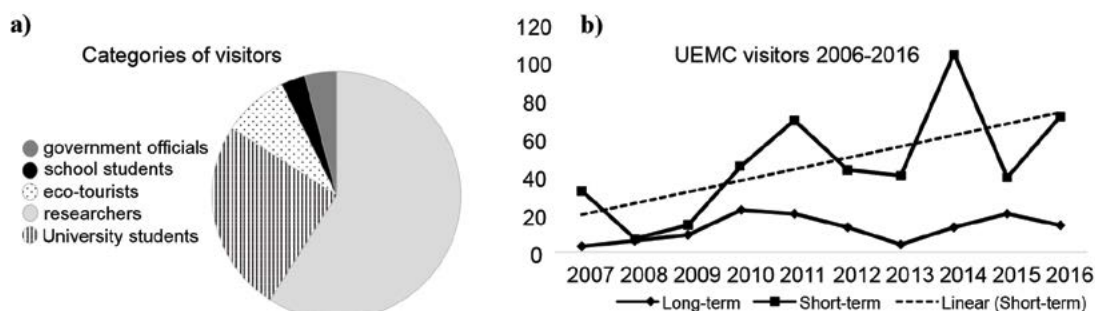 a)
Categories of visitors
government officials
school students
eco-tourists
researchers
University students
b)
UEMC visitors 2006-2016
120
100
80
60
40
20
0
2007 2008 2009 2010 2011 2012 2013 2014 2015 2016
Long-term Short-term Linear (Short-term)